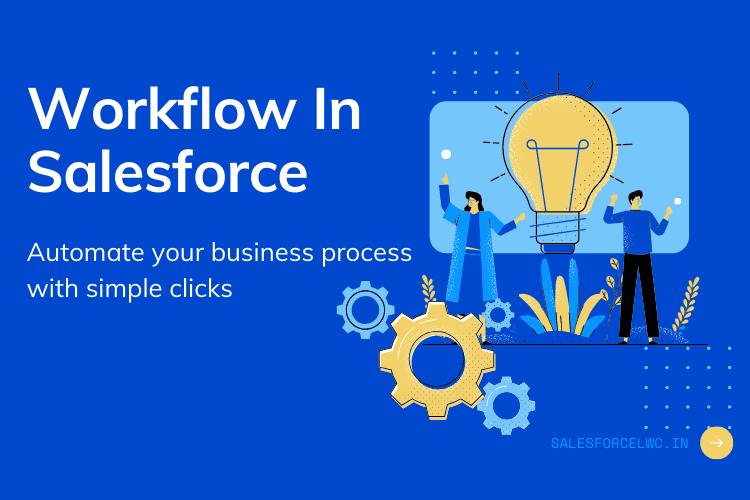 Workflow In
Salesforce
Automate your business process
with simple clicks
SALESFORCELWC.IN